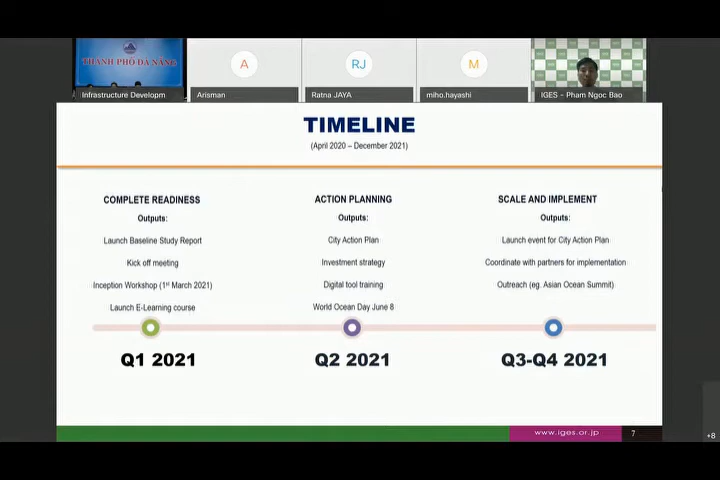 THÀNH PHỐ ĐÀ NẴNG
A
RJ
M
Infrastructure Developm
Arisman
Ratna JAYA
miho.hayashi
IGES - Pham Ngoc Bao
TIMELINE
(April 2020 – December 2021)
COMPLETE READINESS
Outputs:
Launch Baseline Study Report
Kick off meeting
Inception Workshop (1st March 2021)
Launch E-Learning course
Q1 2021
ACTION PLANNING
Outputs:
City Action Plan
Investment strategy
Digital tool training
World Ocean Day June 8
Q2 2021
SCALE AND IMPLEMENT
Outputs:
Launch event for City Action Plan
Coordinate with partners for implementation
Outreach (eg. Asian Ocean Summit)
Q3-Q4 2021
www.iges.or.jp
7
+8